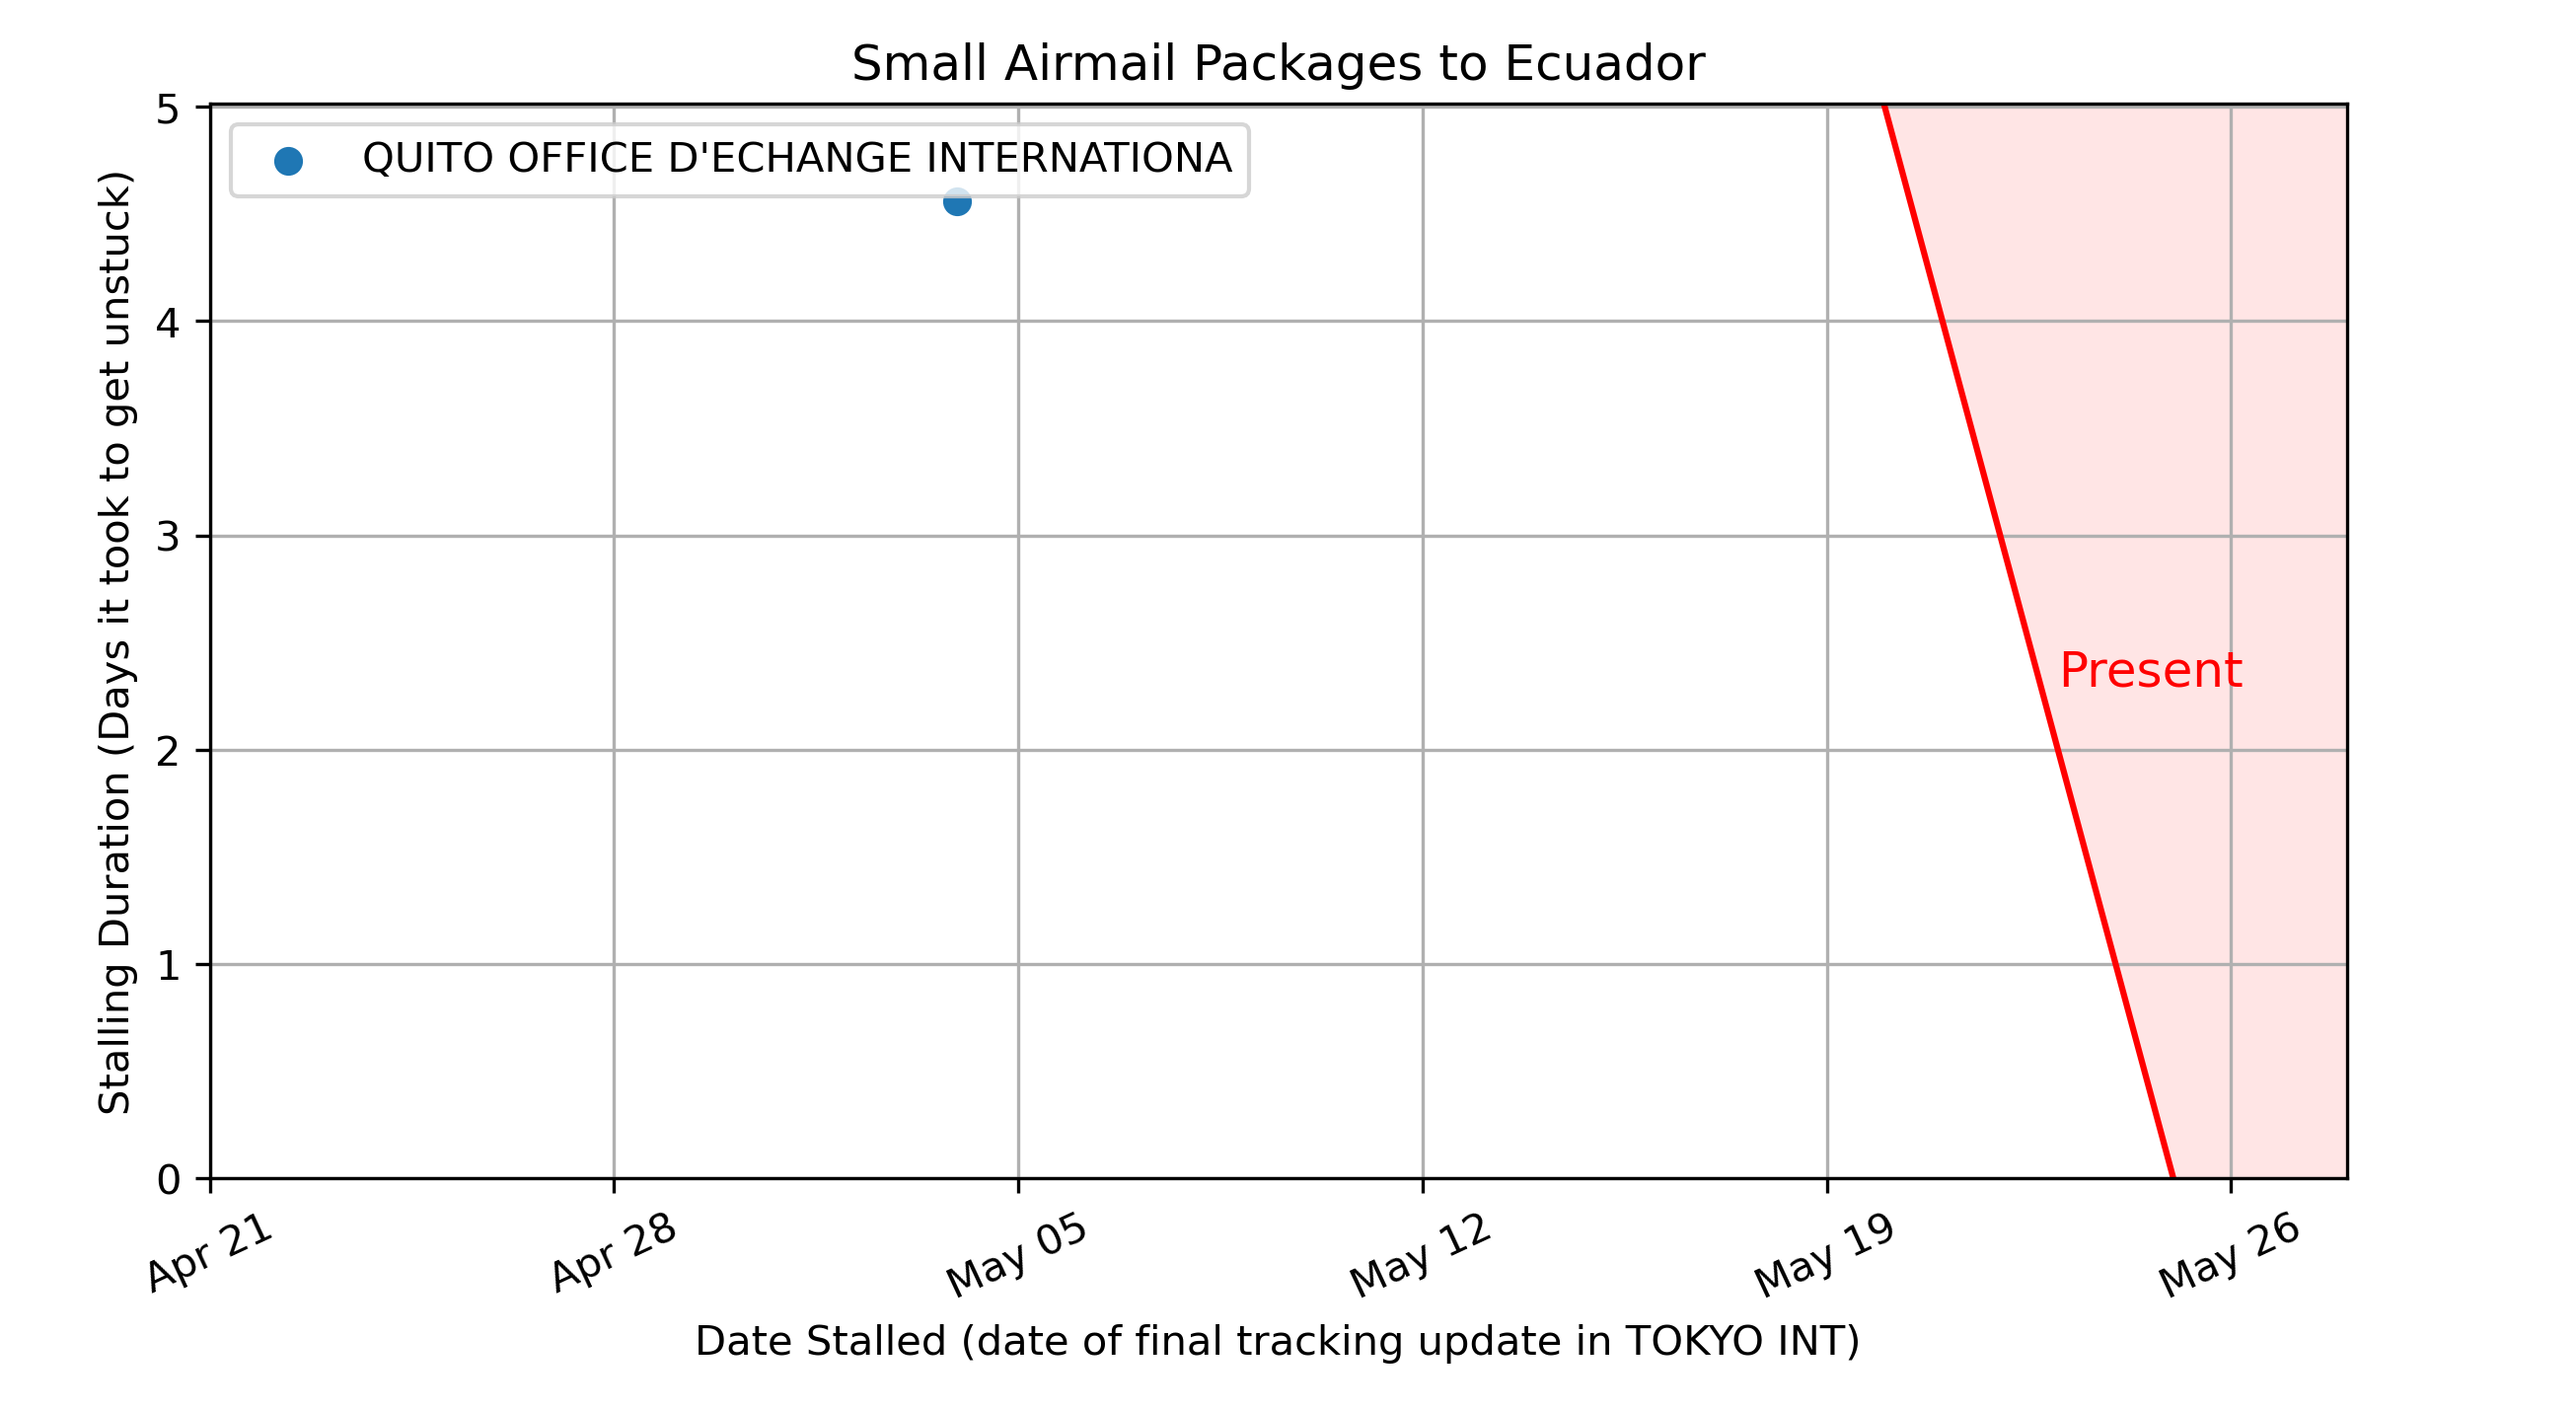 Small Airmail Packages to Ecuador
QUITO OFFICE D'ECHANGE INTERNATIONA
Stalling Duration (Days it took to get unstuck)
5
4
3
2
1
0
Present
Apr 21
Apr 28
May 05
May 12
May 19
May 26
Date Stalled (date of final tracking update in TOKYO INT)